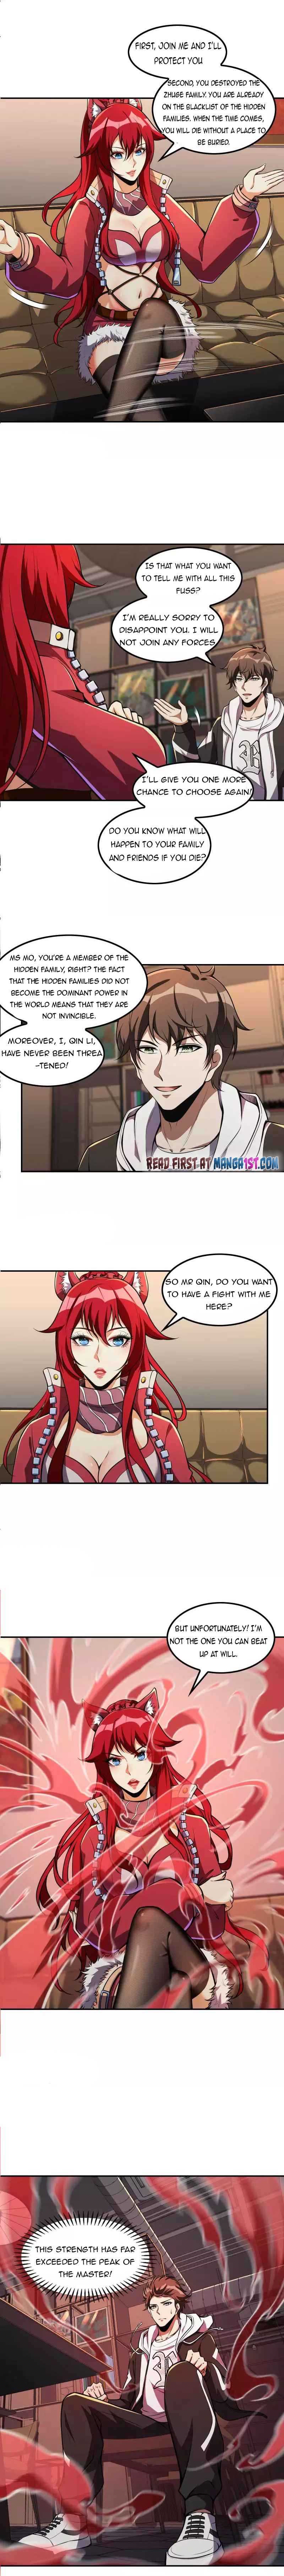 FIRST, JOIN ME AND I'LL
PROTECT YOU
SECOND, YOU DESTROYED THE
ZHUGE FAMILY. YOU ARE ALREADY
ON THE BLACKLIST OF THE HIDDEN
FAMILIES. WHEN THE TIME COMES,
YOU WILL DIE WITHOUT A PLACE TO
BE BURIED.
IS THAT WHAT YOU WANT
TO TELL ME WITH ALL THIS
FUSS?
I'M REALLY SORRY TO
DISAPPOINT YOU. I WILL
NOT JOIN ANY FORCES
I'LL GIVE YOU ONE MORE
CHANCE TO CHOOSE AGAIN!
DO YOU KNOW WHAT WILL
HAPPEN TO YOUR FAMILY
AND FRIENDS IF YOU DIE?
MS MO, YOU'RE A MEMBER OF THE
HIDDEN FAMILY, RIGHT? THE FACT
THAT THE HIDDEN FAMILIES DID NOT
BECOME THE DOMINANT POWER IN
THE WORLD MEANS THAT THEY ARE
NOT INVINCIBLE.
MOREOVER, I, QIN LI,
HAVE NEVER BEEN THREA
-TENED!
READ FIRST AT MANGA1ST.COM
SO MR QIN, DO YOU WANT
TO HAVE A FIGHT WITH ME
HERE?
BUT UNFORTUNATELY! I'M
NOT THE ONE YOU CAN BEAT
UP AT WILL.
THIS STRENGTH HAS FAR
EXCEEDED THE PEAK OF
THE MASTER!